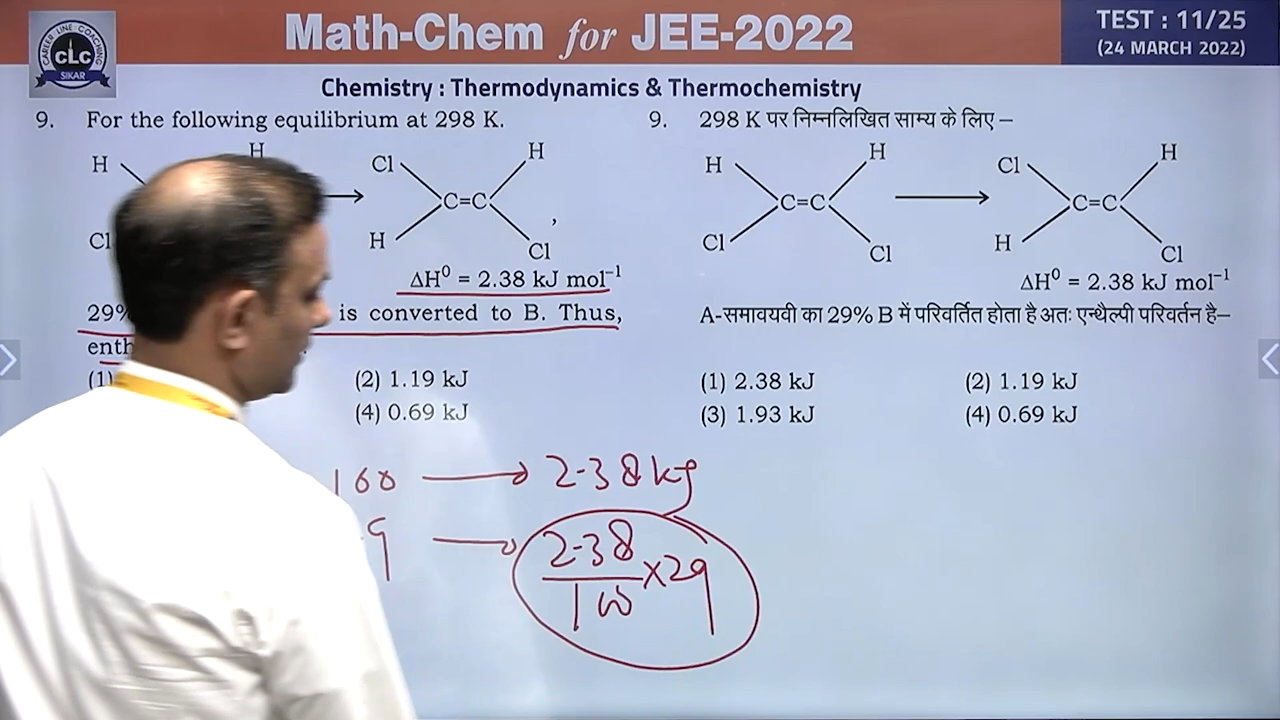 CAREER LINE COACHING
CLC
SIKAR
Math-Chem for JEE-2022
TEST : 11/25
(24 MARCH 2022)
Chemistry : Thermodynamics & Thermochemistry
9. For the following equilibrium at 298 K.
H H Cl H
C=C
Cl H Cl
,
ΔH⁰ = 2.38 kJ mol⁻¹
29% is converted to B. Thus,
(1) (2) 1.19 kJ
(4) 0.69 kJ
9. 298 K पर निम्नलिखित साम्य के लिए –
H H Cl H
C=C C=C
Cl Cl H Cl
ΔH⁰ = 2.38 kJ mol⁻¹
A-समावयवी का 29% B में परिवर्तित होता है अतः एन्थैल्पी परिवर्तन है–
(1) 2.38 kJ (2) 1.19 kJ
(3) 1.93 kJ (4) 0.69 kJ
100 → 2.38 kJ
9 → 2.38/100 ×29